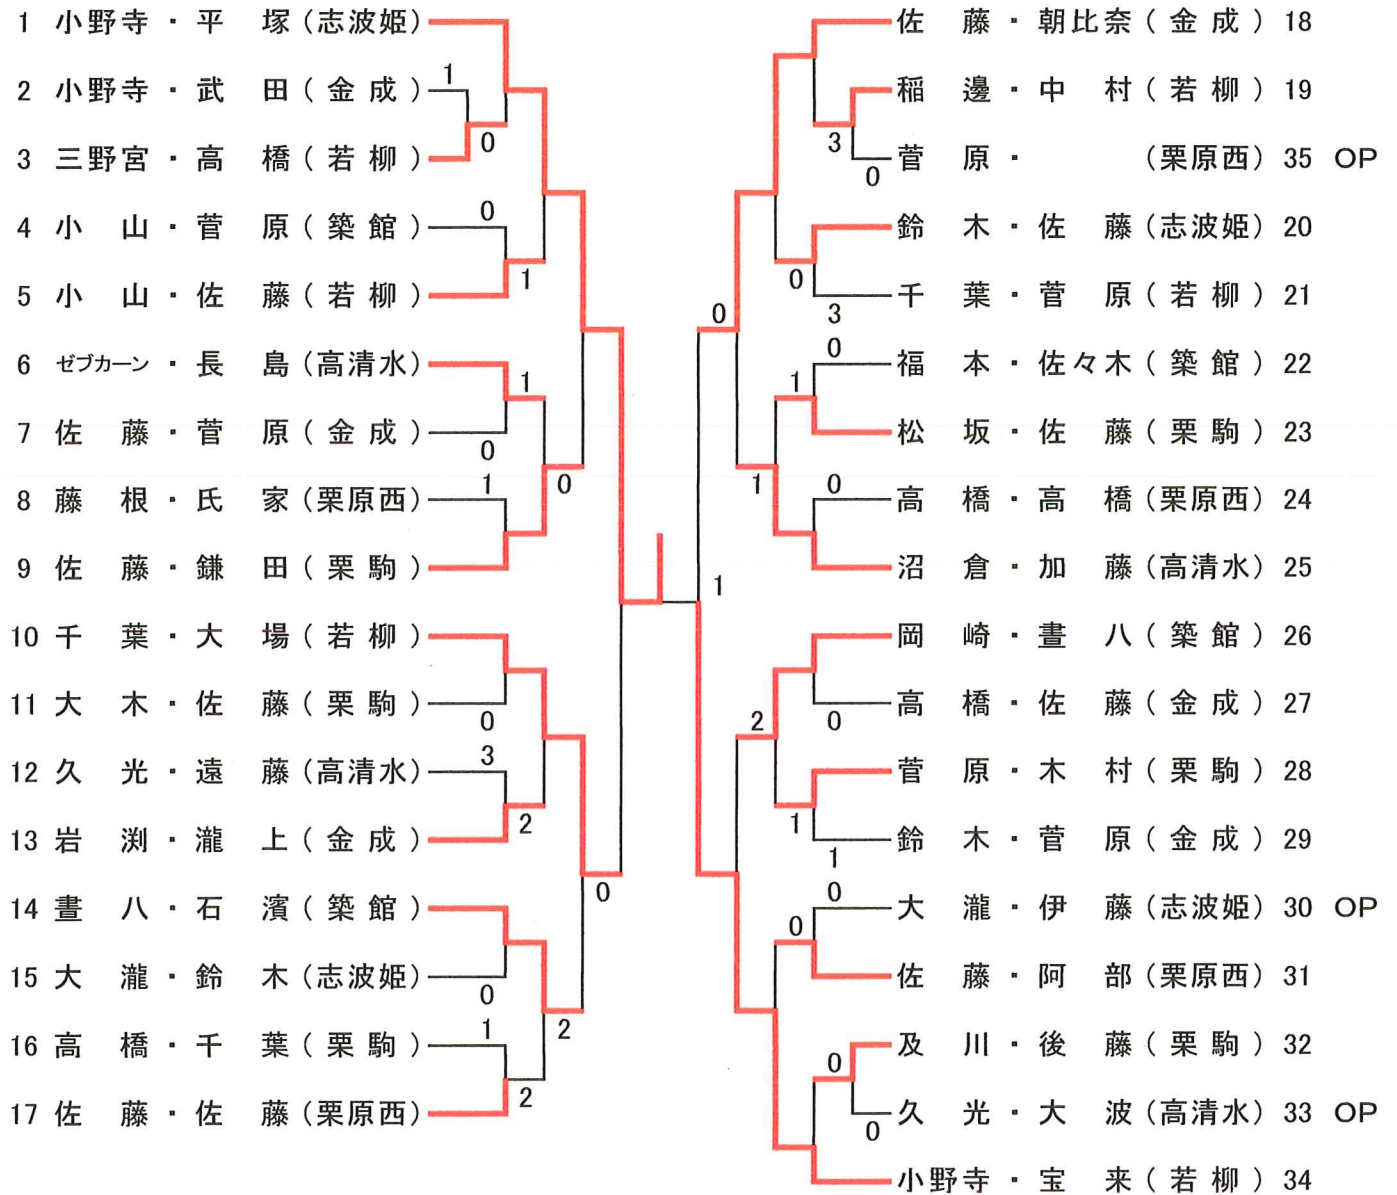 1 小野寺・平 塚(志波姫)
2 小野寺・武 田(金成)
3 三野宮・高 橋(若柳)
4 小 山・菅 原(築館)
5 小 山・佐 藤(若柳)
6 ゼブカーン・長 島(高清水)
7 佐 藤・菅 原(金成)
8 藤 根・氏 家(栗原西)
9 佐 藤・鎌 田(栗駒)
10 千 葉・大 場(若柳)
11 大 木・佐 藤(栗駒)
12 久 光・遠 藤(高清水)
13 岩 渕・瀧 上(金成)
14 晝 八・石 濱(築館)
15 大 瀧・鈴 木(志波姫)
16 高 橋・千 葉(栗駒)
17 佐 藤・佐 藤(栗原西)
1
0
0
1
1
0
1
0
0
3
2
0
0
1
2
2
0
1
佐 藤・朝比奈(金成) 18
稲 邊・中 村(若柳) 19
菅 原・ (栗原西) 35 OP
鈴 木・佐 藤(志波姫) 20
千 葉・菅 原(若柳) 21
福 本・佐々木(築館) 22
松 坂・佐 藤(栗駒) 23
高 橋・高 橋(栗原西) 24
沼 倉・加 藤(高清水) 25
岡 崎・晝 八(築館) 26
高 橋・佐 藤(金成) 27
菅 原・木 村(栗駒) 28
鈴 木・菅 原(金成) 29
大 瀧・伊 藤(志波姫) 30 OP
佐 藤・阿 部(栗原西) 31
及 川・後 藤(栗駒) 32
久 光・大 波(高清水) 33 OP
小野寺・宝 来(若柳) 34
3
0
0
3
0
0
1
1
0
0
2
1
1
0
0
0
0